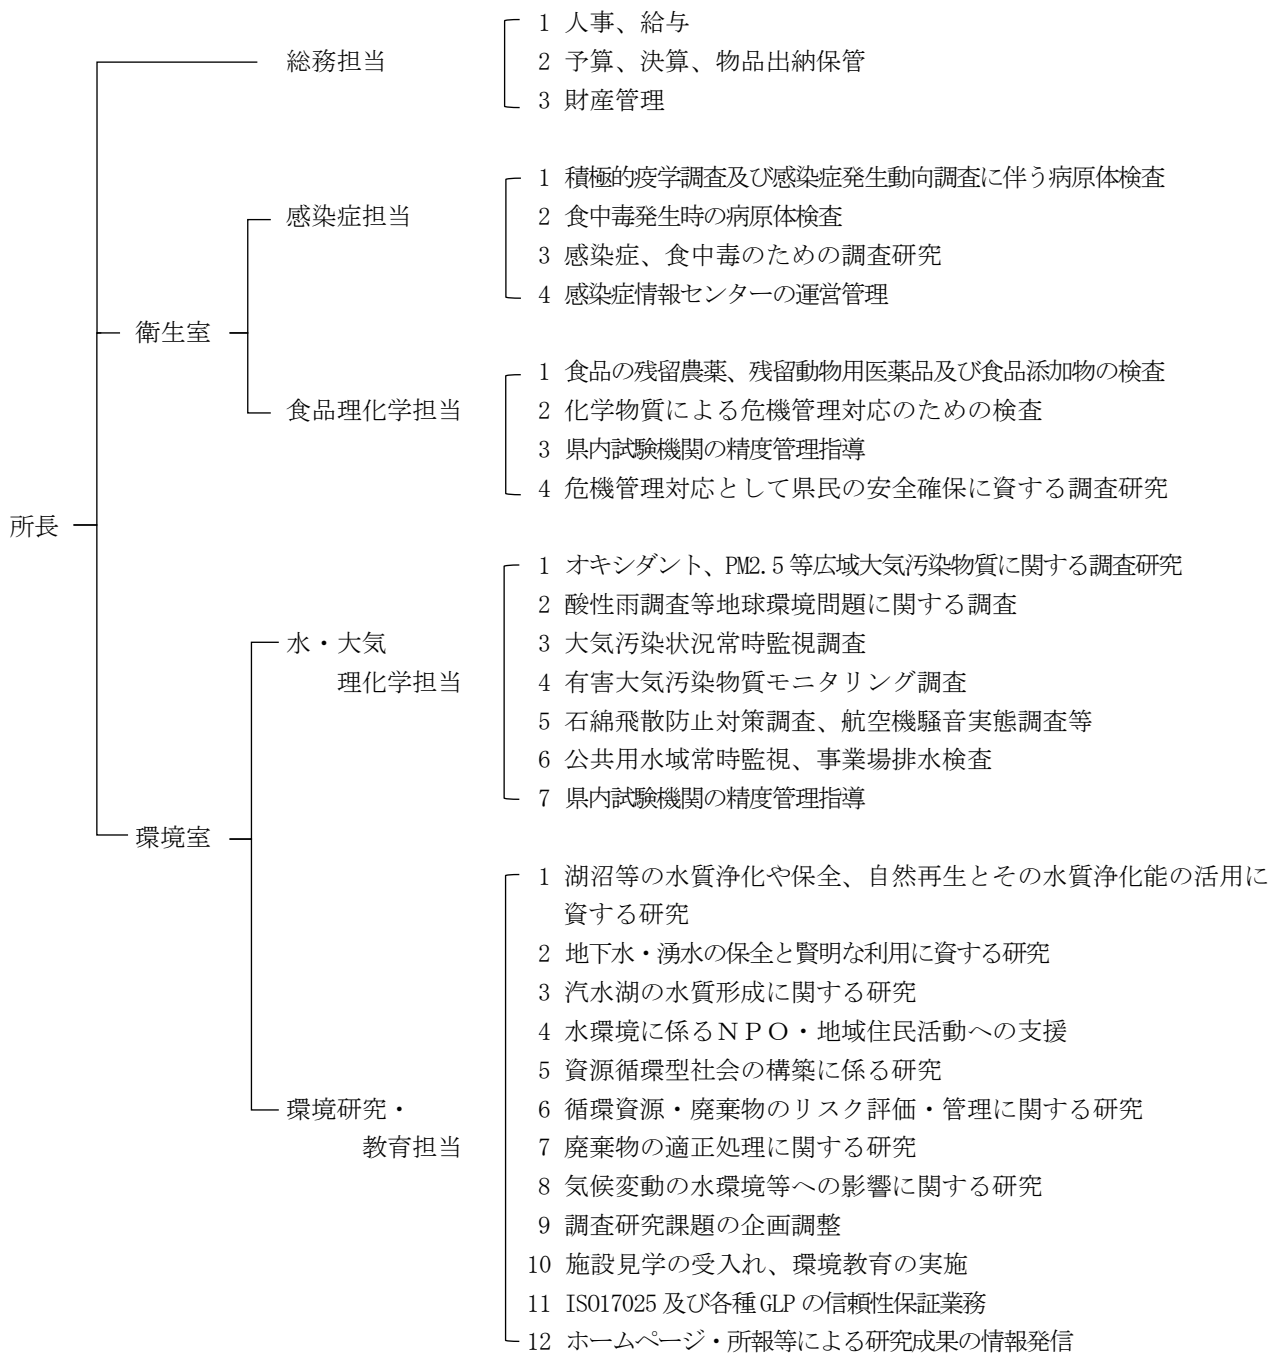 所長
総務担当
1 人事、給与
2 予算、決算、物品出納保管
3 財産管理
衛生室
感染症担当
1 積極的疫学調査及び感染症発生動向調査に伴う病原体検査
2 食中毒発生時の病原体検査
3 感染症、食中毒のための調査研究
4 感染症情報センターの運営管理
食品理化学担当
1 食品の残留農薬、残留動物用医薬品及び食品添加物の検査
2 化学物質による危機管理対応のための検査
3 県内試験機関の精度管理指導
4 危機管理対応として県民の安全確保に資する調査研究
環境室
水・大気
理化学担当
1 オキシダント、PM2.5 等広域大気汚染物質に関する調査研究
2 酸性雨調査等地球環境問題に関する調査
3 大気汚染状況常時監視調査
4 有害大気汚染物質モニタリング調査
5 石綿飛散防止対策調査、航空機騒音実態調査等
6 公共用水域常時監視、事業場排水検査
7 県内試験機関の精度管理指導
環境研究・
教育担当
1 湖沼等の水質浄化や保全、自然再生とその水質浄化能の活用に
資する研究
2 地下水・湧水の保全と賢明な利用に資する研究
3 汽水湖の水質形成に関する研究
4 水環境に係るNPO・地域住民活動への支援
5 資源循環型社会の構築に係る研究
6 循環資源・廃棄物のリスク評価・管理に関する研究
7 廃棄物の適正処理に関する研究
8 気候変動の水環境等への影響に関する研究
9 調査研究課題の企画調整
10 施設見学の受入れ、環境教育の実施
11 ISO17025 及び各種 GLP の信頼性保証業務
12 ホームページ・所報等による研究成果の情報発信